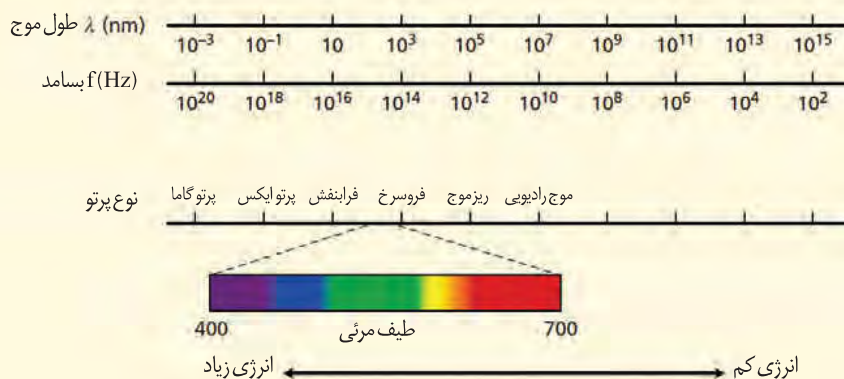 طول موج λ (nm)
10⁻³ 10⁻¹ 10 10³ 10⁵ 10⁷ 10⁹ 10¹¹ 10¹³ 10¹⁵
بسامد f(Hz)
10²⁰ 10¹⁸ 10¹⁶ 10¹⁴ 10¹² 10¹⁰ 10⁸ 10⁶ 10⁴ 10²
نوع پرتو
پرتو گاما پرتو ایکس فرابنفش فروسرخ ریزموج موج رادیویی
400 طیف مرئی 700
انرژی زیاد انرژی کم